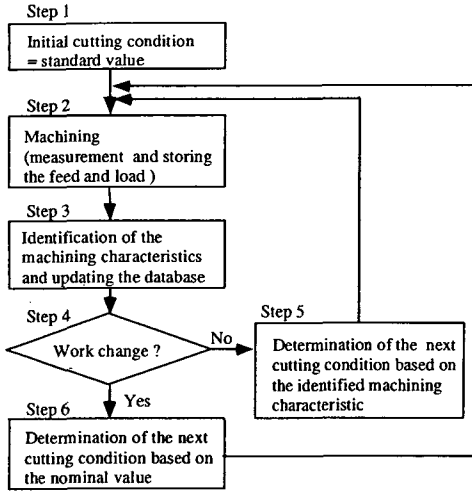 Step 1
Initial cutting condition
= standard value
Step 2
Machining
(measurement and storing
the feed and load )
Step 3
Identification of the
machining characteristics
and updating the database
Step 4
Work change ?
No
Step 5
Determination of the next
cutting condition based on
the identified machining
characteristic
Yes
Step 6
Determination of the next
cutting condition based on
the nominal value